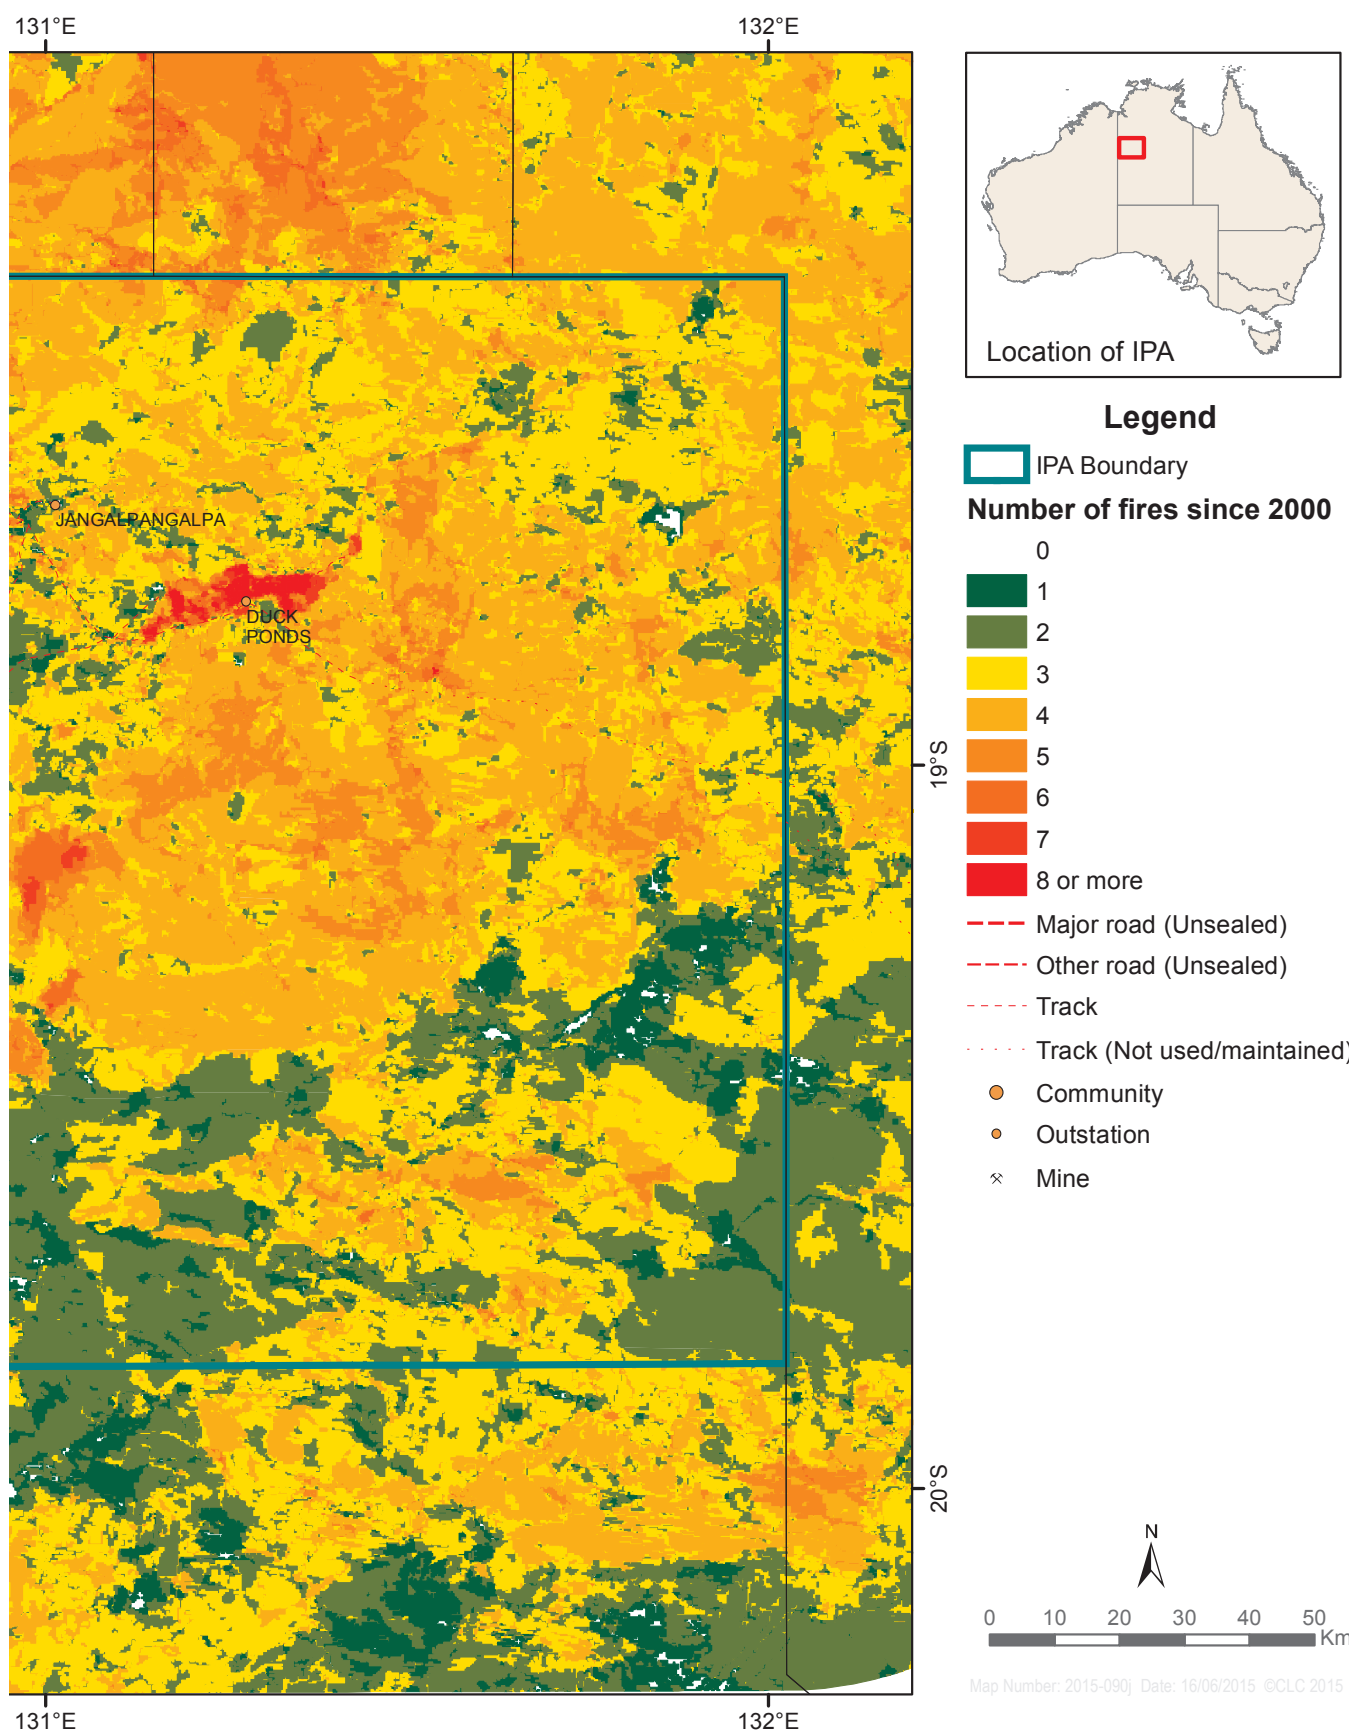 131°E
132°E
Location of IPA
Legend
IPA Boundary
Number of fires since 2000
0
1
2
3
4
5
6
7
8 or more
Major road (Unsealed)
Other road (Unsealed)
Track
Track (Not used/maintained)
Community
Outstation
Mine
JANGALPANGALPA
DUCK
PONDS
19°S
20°S
N
0 10 20 30 40 50
Km
Map Number: 2015-090j Date: 16/06/2015 ©CLC 2015
131°E
132°E